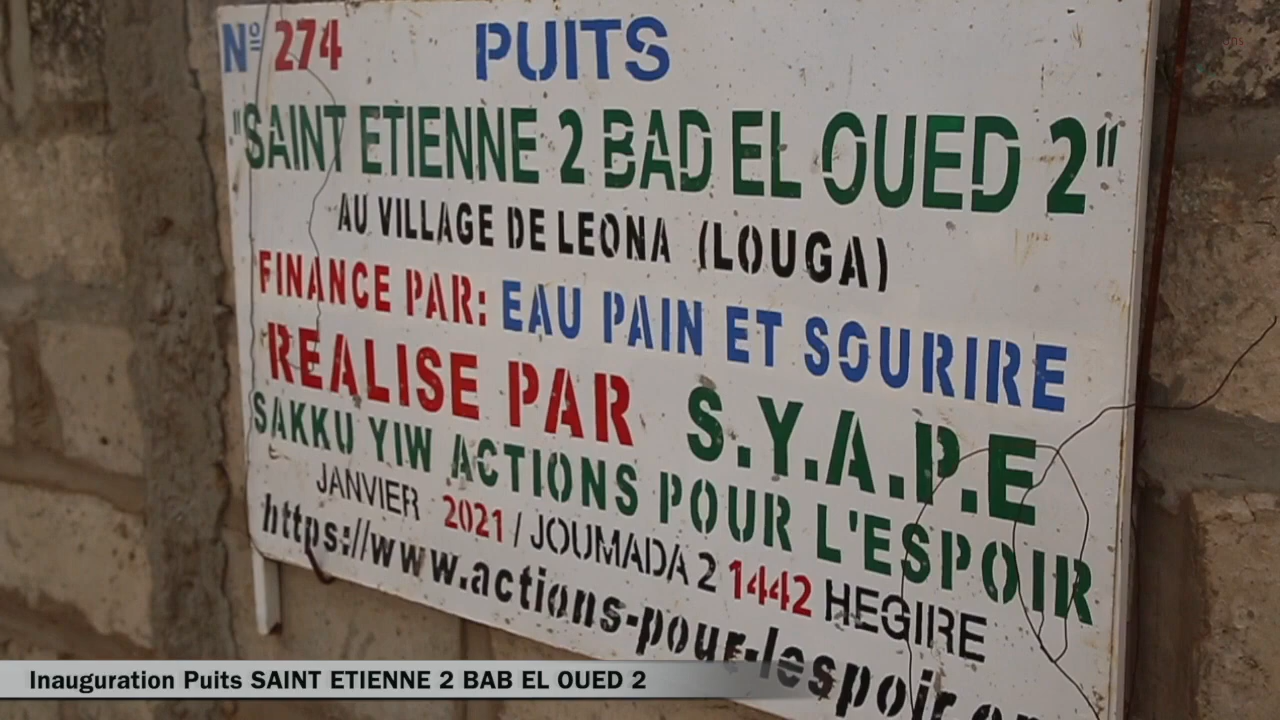 Nº 274 PUITS
"SAINT ETIENNE 2 BAD EL OUED 2"
AU VILLAGE DE LEONA (LOUGA)
FINANCE PAR: EAU PAIN ET SOURIRE
REALISE PAR S.Y.A.P.E
SAKKU YIW ACTIONS POUR L'ESPOIR
JANVIER 2021 / JOUMADA 2 1442 HEGIRE
https://www.actions-pour-lespoir.or
Inauguration Puits SAINT ETIENNE 2 BAB EL OUED 2